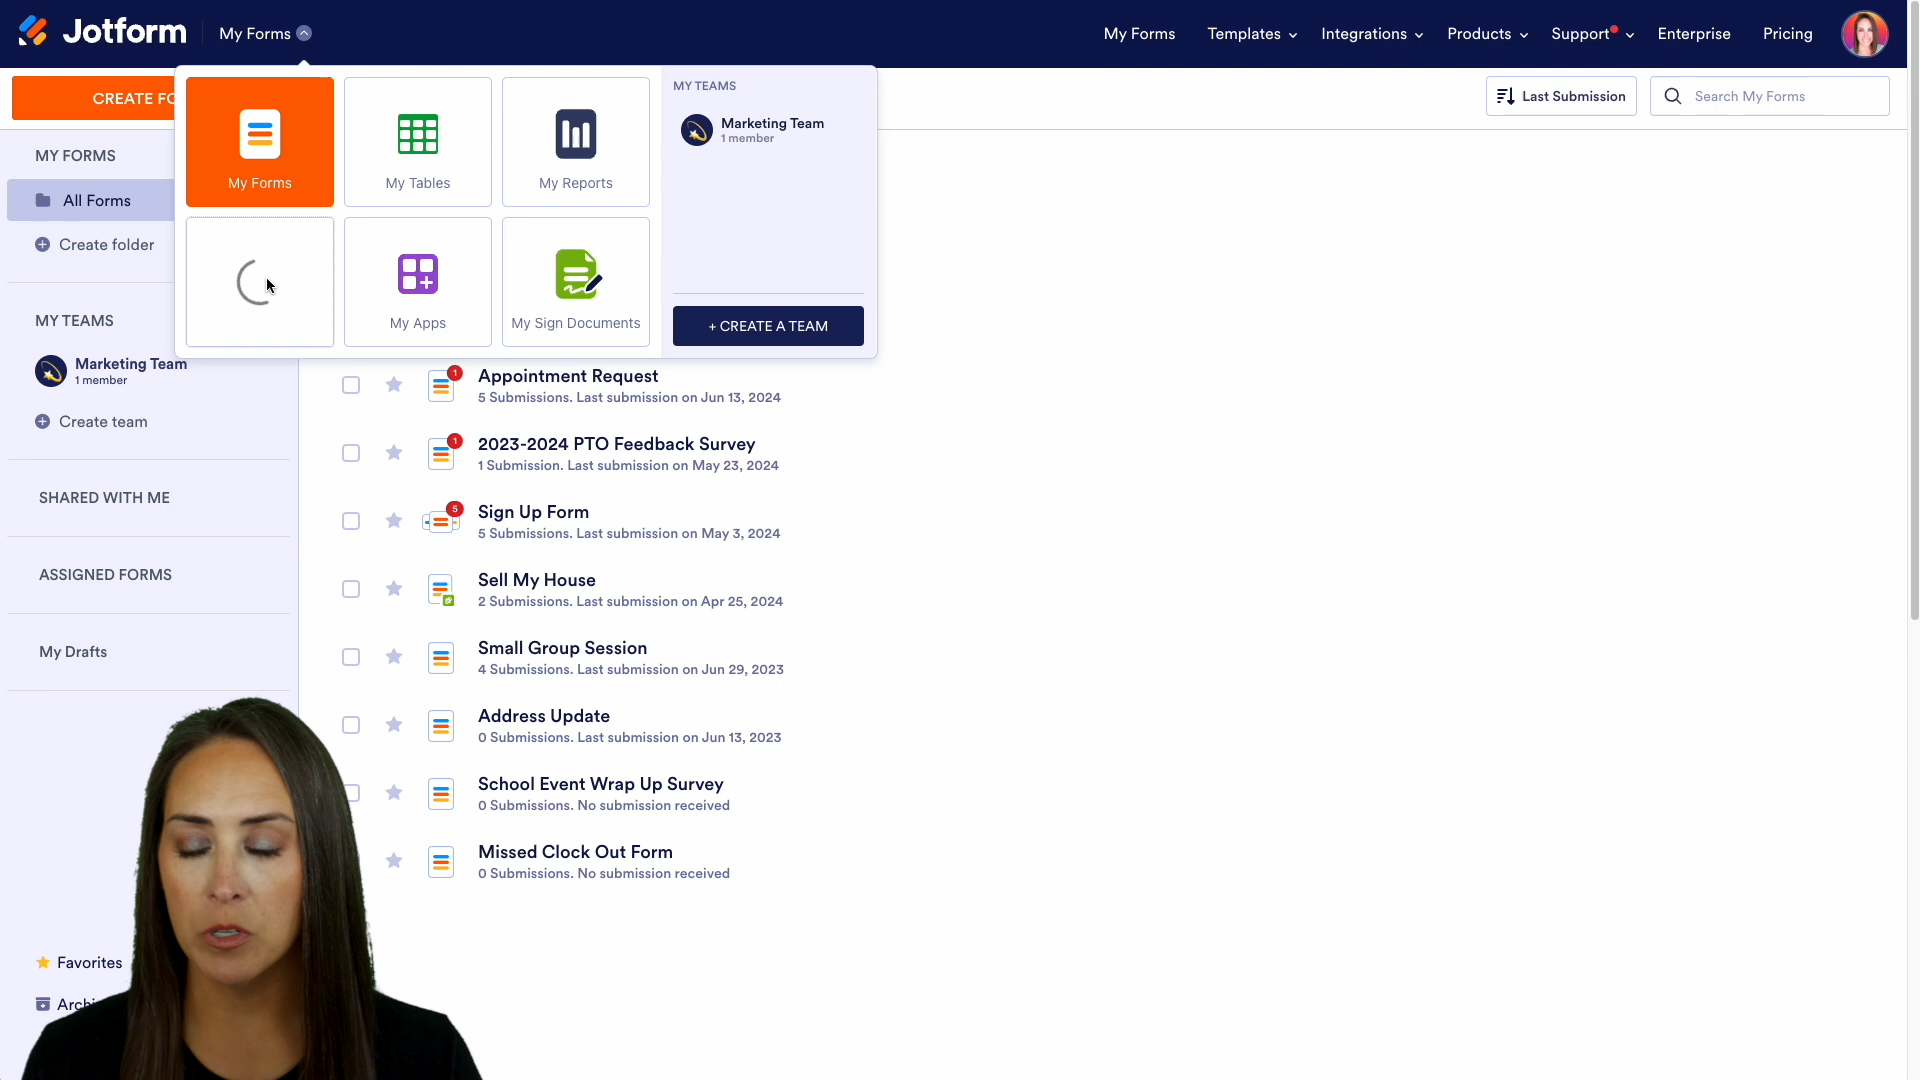 Jotform
My Forms
My Forms
Templates
Integrations
Products
Support
Enterprise
Pricing
CREATE FO
Last Submission
Search My Forms
My Forms
My Tables
My Reports
My Apps
My Sign Documents
MY TEAMS
Marketing Team
1 member
+ CREATE A TEAM
MY FORMS
All Forms
Create folder
MY TEAMS
Marketing Team
1 member
Create team
SHARED WITH ME
ASSIGNED FORMS
My Drafts
Favorites
Archi
1
Appointment Request
5 Submissions. Last submission on Jun 13, 2024
1
2023-2024 PTO Feedback Survey
1 Submission. Last submission on May 23, 2024
5
Sign Up Form
5 Submissions. Last submission on May 3, 2024
Sell My House
2 Submissions. Last submission on Apr 25, 2024
Small Group Session
4 Submissions. Last submission on Jun 29, 2023
Address Update
0 Submissions. Last submission on Jun 13, 2023
School Event Wrap Up Survey
0 Submissions. No submission received
Missed Clock Out Form
0 Submissions. No submission received